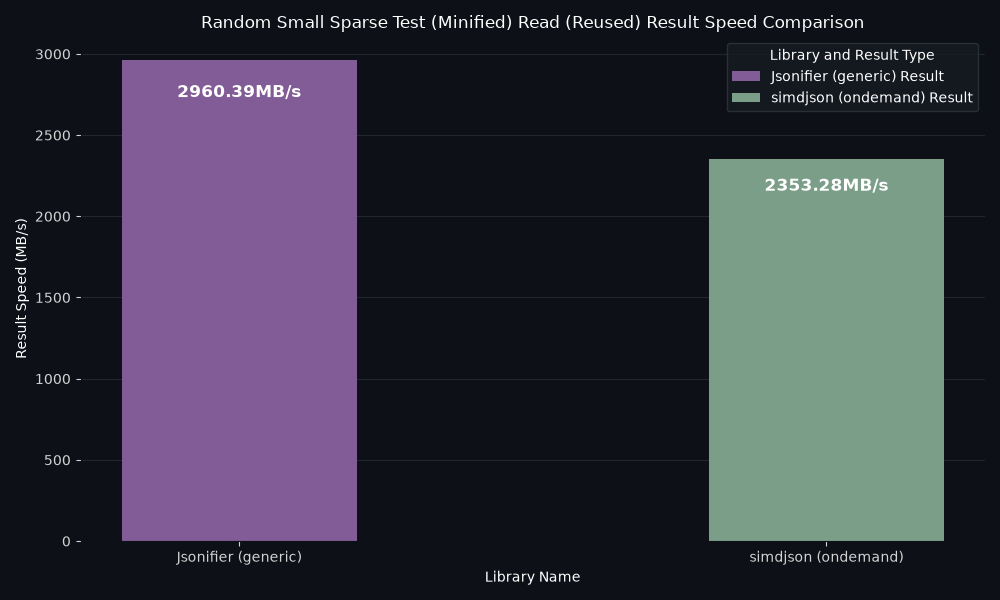 Random Small Sparse Test (Minified) Read (Reused) Result Speed Comparison
Library and Result Type
Jsonifier (generic) Result
simdjson (ondemand) Result
2960.39MB/s
2353.28MB/s
Result Speed (MB/s)
3000
2500
2000
1500
1000
500
0
Jsonifier (generic)
simdjson (ondemand)
Library Name